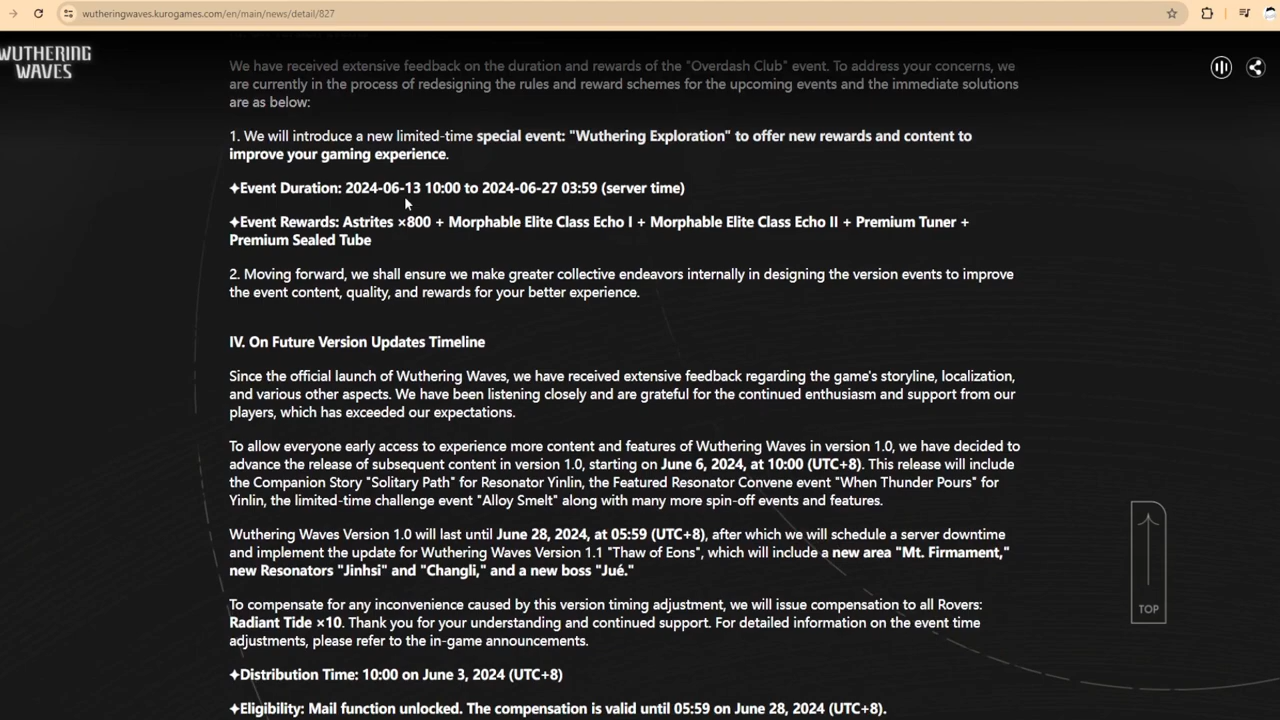 wutheringwaves.kurogames.com/en/main/news/detail/827
WUTHERING
WAVES
We have received extensive feedback on the duration and rewards of the "Overdash Club" event. To address your concerns, we
are currently in the process of redesigning the rules and reward schemes for the upcoming events and the immediate solutions
are as below:
1. We will introduce a new limited-time special event: "Wuthering Exploration" to offer new rewards and content to
improve your gaming experience.
✦Event Duration: 2024-06-13 10:00 to 2024-06-27 03:59 (server time)
✦Event Rewards: Astrites ×800 + Morphable Elite Class Echo I + Morphable Elite Class Echo II + Premium Tuner +
Premium Sealed Tube
2. Moving forward, we shall ensure we make greater collective endeavors internally in designing the version events to improve
the event content, quality, and rewards for your better experience.
IV. On Future Version Updates Timeline
Since the official launch of Wuthering Waves, we have received extensive feedback regarding the game's storyline, localization,
and various other aspects. We have been listening closely and are grateful for the continued enthusiasm and support from our
players, which has exceeded our expectations.
To allow everyone early access to experience more content and features of Wuthering Waves in version 1.0, we have decided to
advance the release of subsequent content in version 1.0, starting on June 6, 2024, at 10:00 (UTC+8). This release will include
the Companion Story "Solitary Path" for Resonator Yinlin, the Featured Resonator Convene event "When Thunder Pours" for
Yinlin, the limited-time challenge event "Alloy Smelt" along with many more spin-off events and features.
Wuthering Waves Version 1.0 will last until June 28, 2024, at 05:59 (UTC+8), after which we will schedule a server downtime
and implement the update for Wuthering Waves Version 1.1 "Thaw of Eons", which will include a new area "Mt. Firmament,"
new Resonators "Jinhsi" and "Changli," and a new boss "Jué."
To compensate for any inconvenience caused by this version timing adjustment, we will issue compensation to all Rovers:
Radiant Tide ×10. Thank you for your understanding and continued support. For detailed information on the event time
adjustments, please refer to the in-game announcements.
✦Distribution Time: 10:00 on June 3, 2024 (UTC+8)
✦Eligibility: Mail function unlocked. The compensation is valid until 05:59 on June 28, 2024 (UTC+8).
TOP